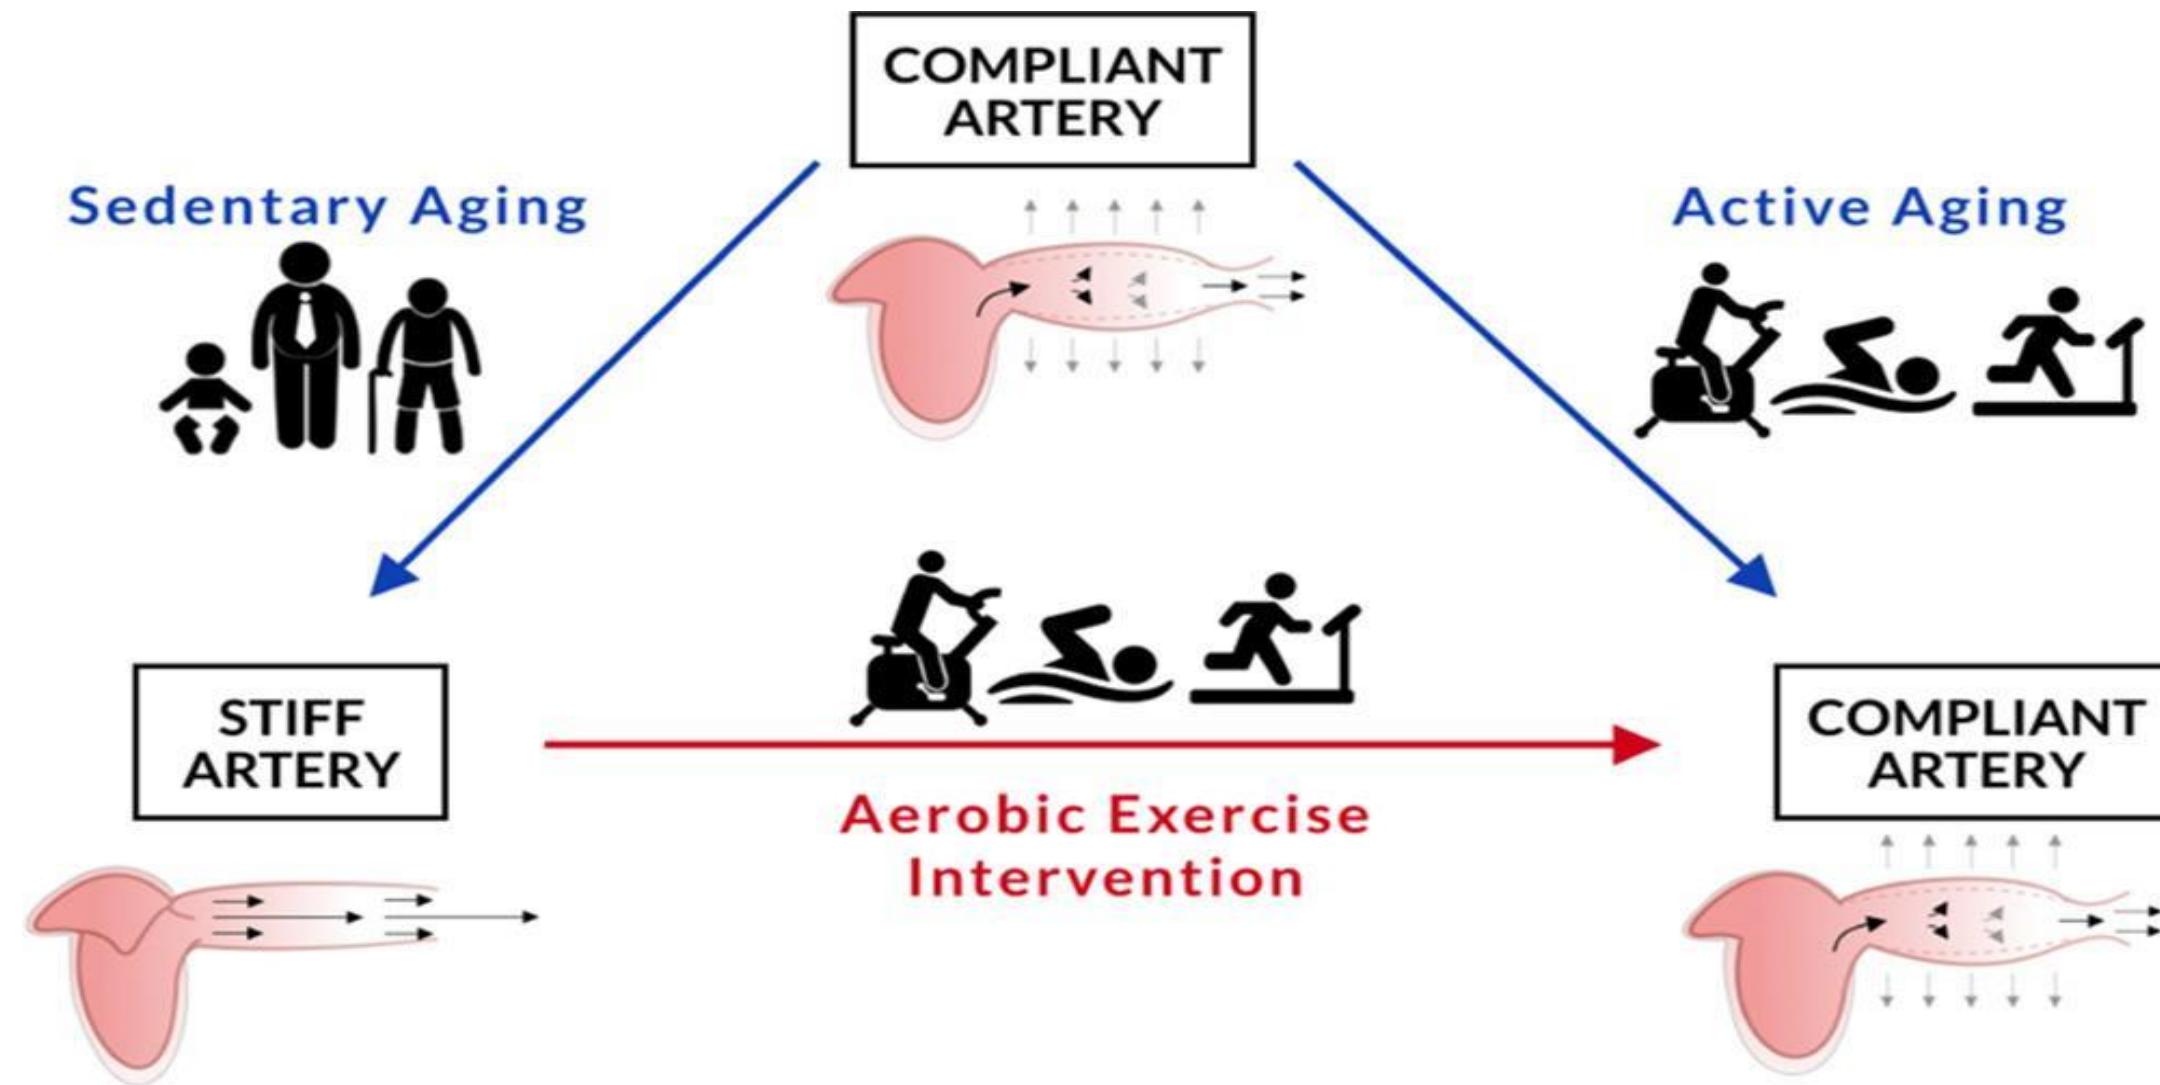 COMPLIANT
ARTERY
Sedentary Aging
Active Aging
STIFF
ARTERY
Aerobic Exercise
Intervention
COMPLIANT
ARTERY